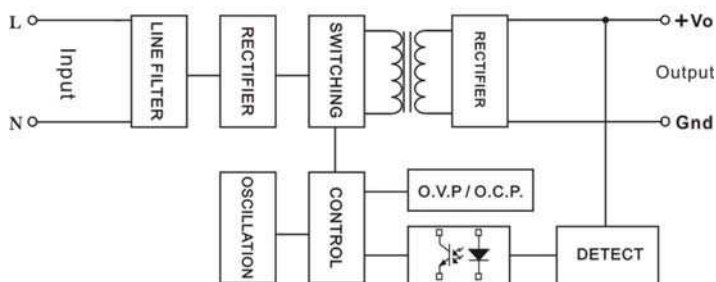 L
+Vo
Input
LINE FILTER
RECTIFIER
SWITCHING
RECTIFIER
Output
N
Gnd
OSCILLATION
CONTROL
O.V.P / O.C.P.
DETECT